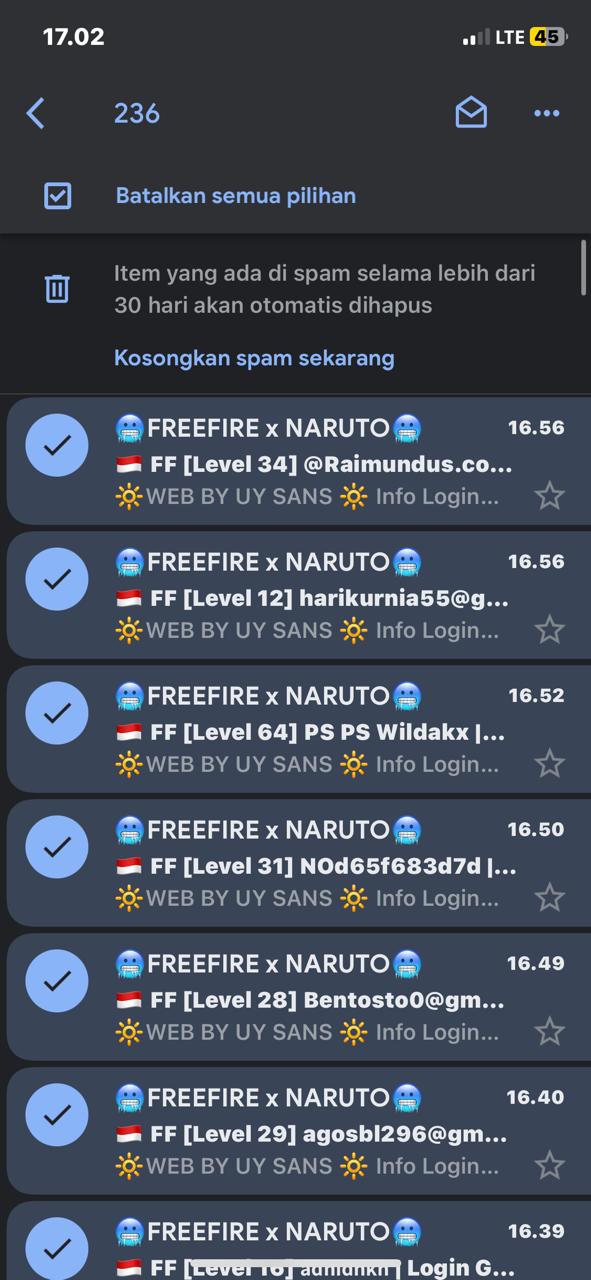 17.02
LTE 45
236
Batalkan semua pilihan
Item yang ada di spam selama lebih dari
30 hari akan otomatis dihapus
Kosongkan spam sekarang
🥶FREEFIRE x NARUTO🥶 16.56
🇮🇩 FF [Level 34] @Raimundus.co...
🔆WEB BY UY SANS 🔆 Info Login...
🥶FREEFIRE x NARUTO🥶 16.56
🇮🇩 FF [Level 12] harikurnia55@g...
🔆WEB BY UY SANS 🔆 Info Login...
🥶FREEFIRE x NARUTO🥶 16.52
🇮🇩 FF [Level 64] PS PS Wildakx |...
🔆WEB BY UY SANS 🔆 Info Login...
🥶FREEFIRE x NARUTO🥶 16.50
🇮🇩 FF [Level 31] NOd65f683d7d |...
🔆WEB BY UY SANS 🔆 Info Login...
🥶FREEFIRE x NARUTO🥶 16.49
🇮🇩 FF [Level 28] Bentosto0@gm...
🔆WEB BY UY SANS 🔆 Info Login...
🥶FREEFIRE x NARUTO🥶 16.40
🇮🇩 FF [Level 29] agosbl296@gm...
🔆WEB BY UY SANS 🔆 Info Login...
🥶FREEFIRE x NARUTO🥶 16.39
🇮🇩 FF [Level 16] | Login G...